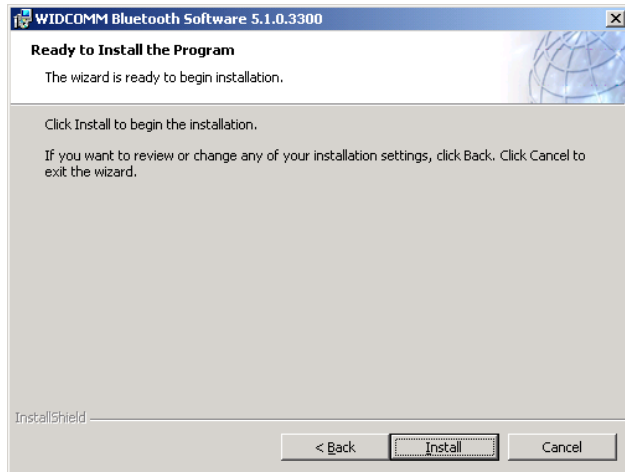 WIDCOMM Bluetooth Software 5.1.0.3300
Ready to Install the Program
The wizard is ready to begin installation.
Click Install to begin the installation.
If you want to review or change any of your installation settings, click Back. Click Cancel to
exit the wizard.
InstallShield
< Back Install Cancel